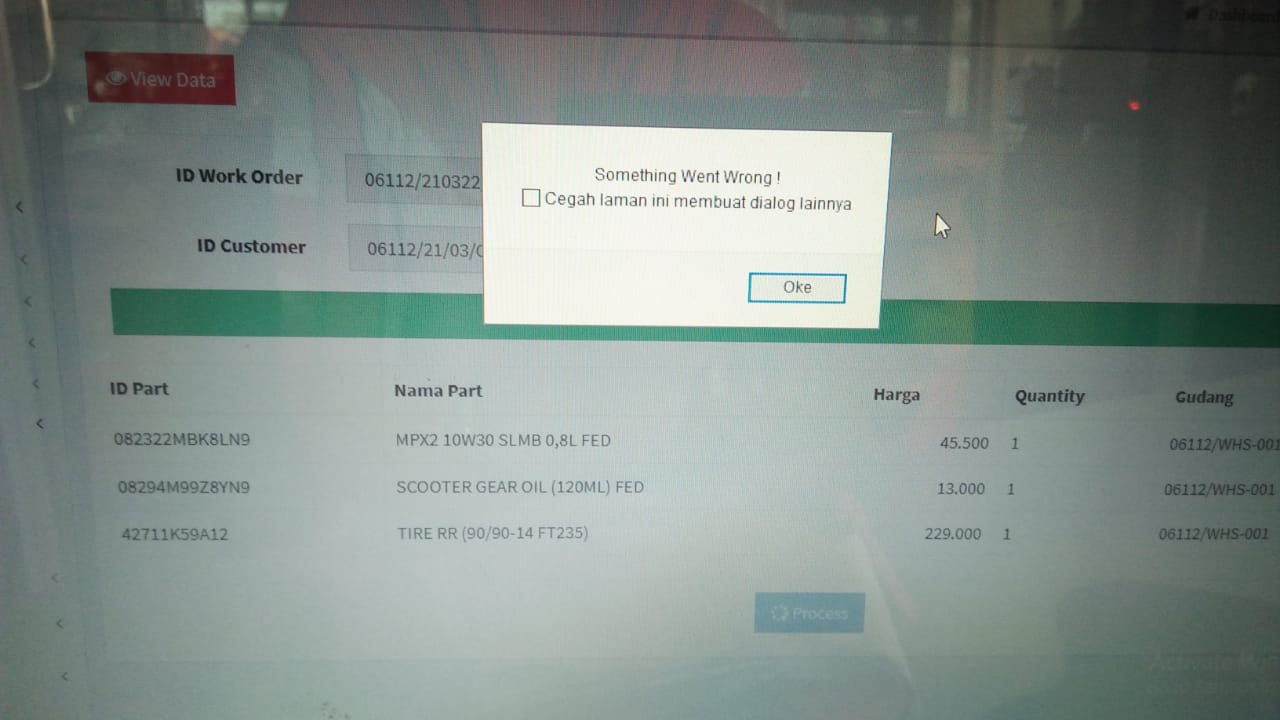 Dashboard
View Data
Something Went Wrong !
Cegah laman ini membuat dialog lainnya
Oke
ID Work Order 06112/210322
ID Customer 06112/21/03/
ID Part Nama Part Harga Quantity Gudang
082322MBK8LN9 MPX2 10W30 SLMB 0,8L FED 45.500 1 06112/WHS-001
08294M99Z8YN9 SCOOTER GEAR OIL (120ML) FED 13.000 1 06112/WHS-001
42711K59A12 TIRE RR (90/90-14 FT235) 229.000 1 06112/WHS-001
Process
Activate